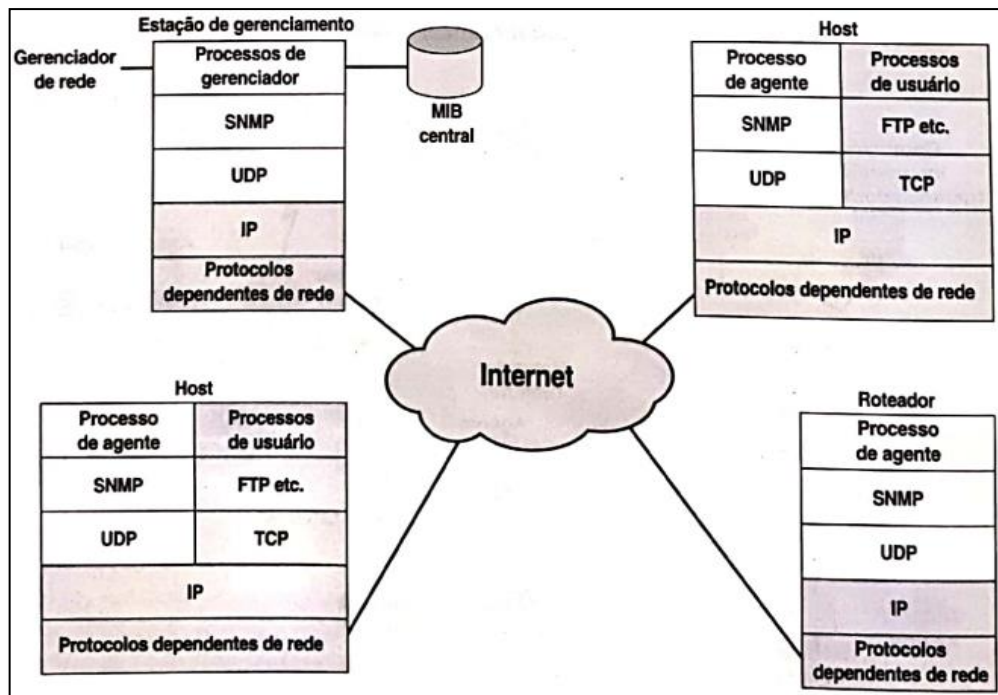 Estação de gerenciamento
Gerenciador
de rede
Processos de
gerenciador
SNMP
UDP
IP
Protocolos
dependentes de rede
MIB
central
Host
Processo
de agente
Processos
de usuário
SNMP
FTP etc.
UDP
TCP
IP
Protocolos dependentes de rede
Internet
Host
Processo
de agente
Processos
de usuário
SNMP
FTP etc.
UDP
TCP
IP
Protocolos dependentes de rede
Roteador
Processo
de agente
SNMP
UDP
IP
Protocolos
dependentes de rede